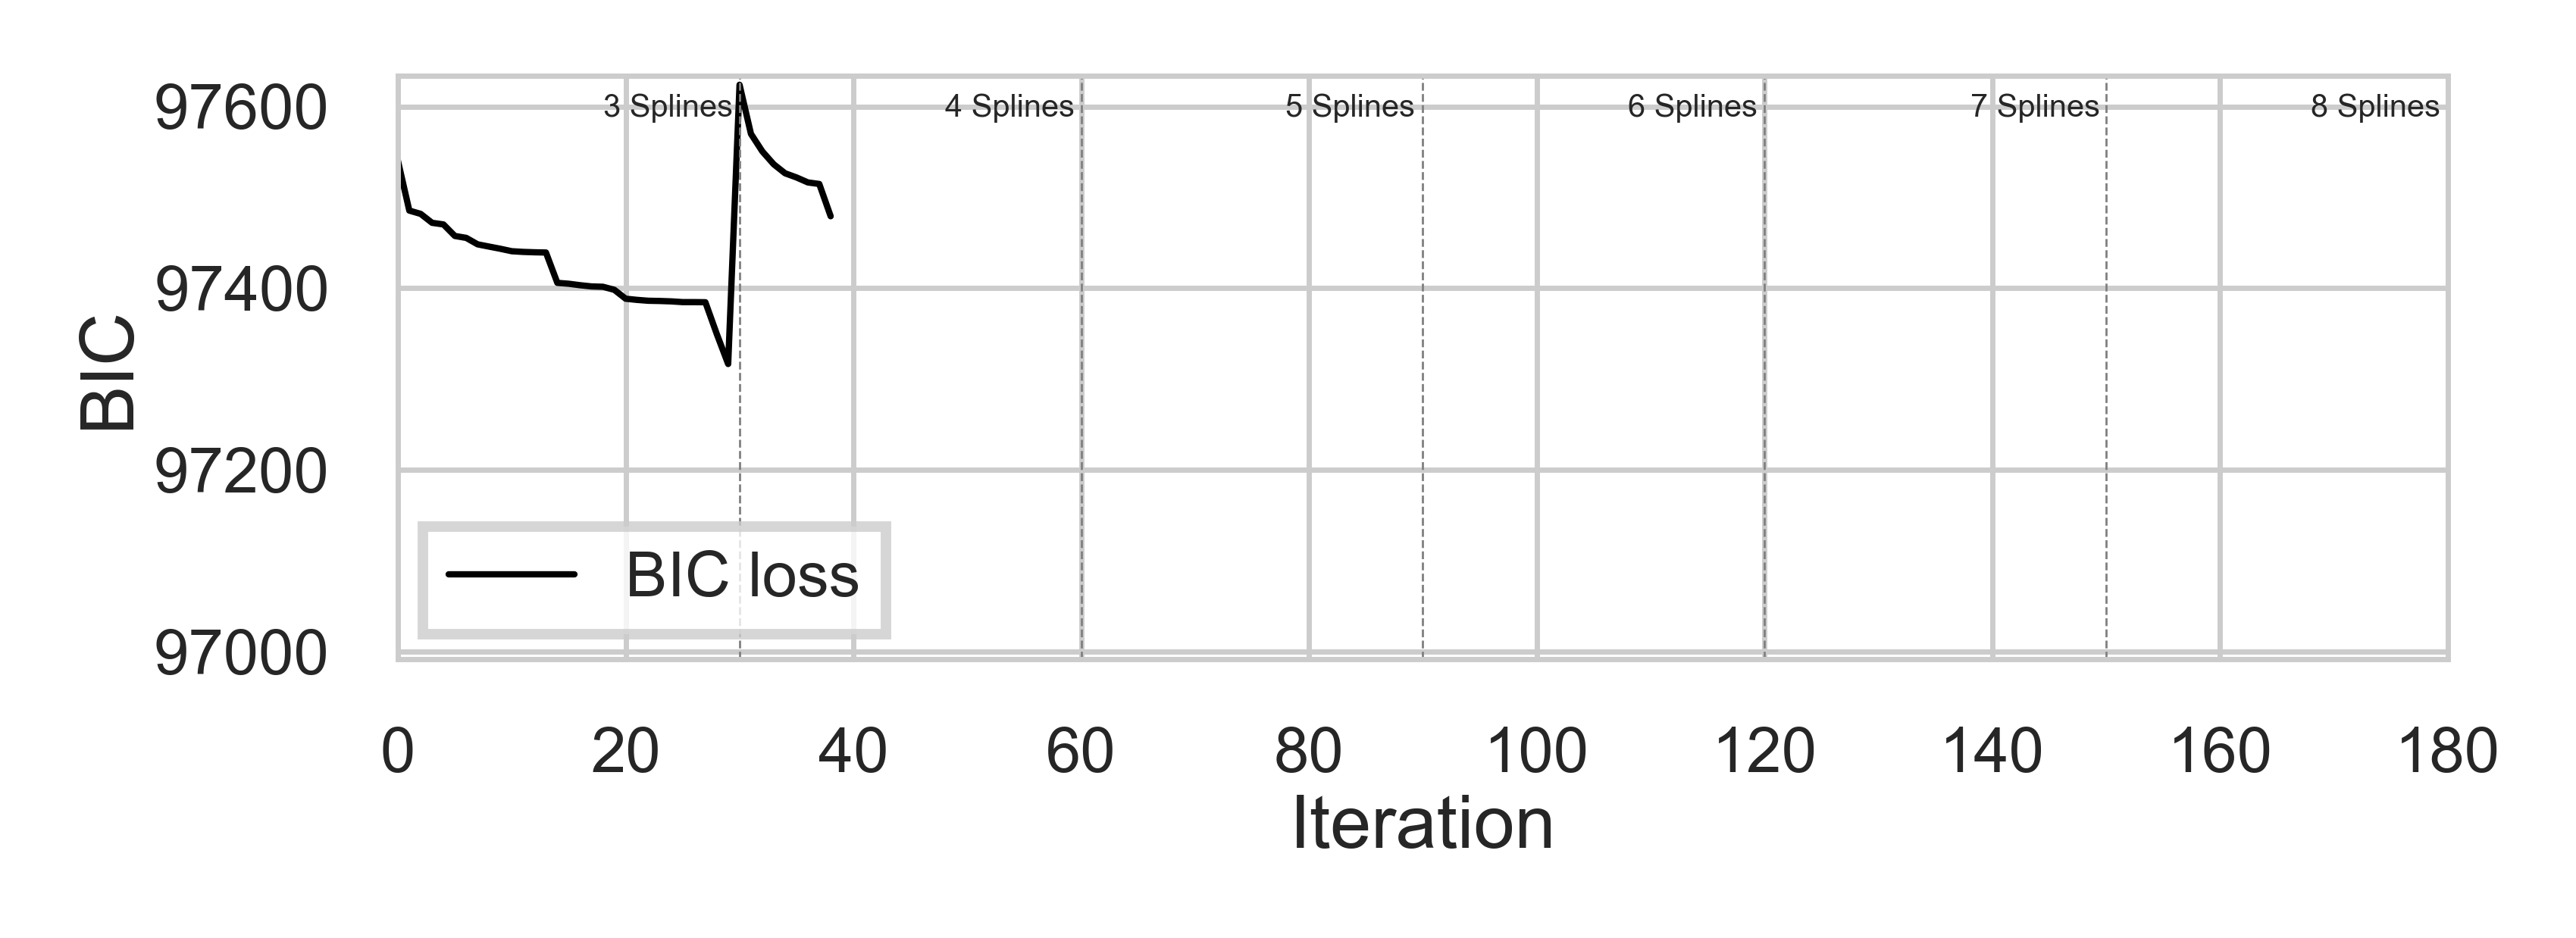 97600
97400
97200
97000
BIC
3 Splines
4 Splines
5 Splines
6 Splines
7 Splines
8 Splines
BIC loss
0 20 40 60 80 100 120 140 160 180
Iteration